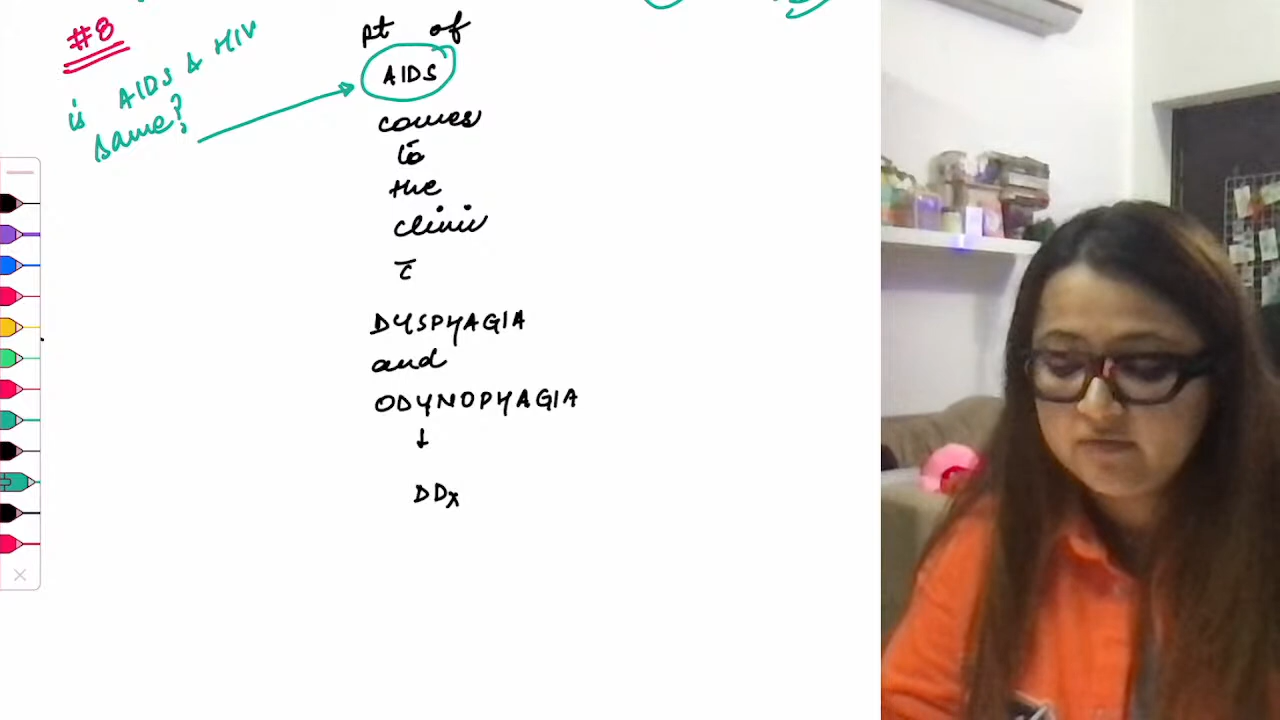 #8
is AIDS & HIV
same?
pt of
AIDS
comes
to
the
clinic
c̄
DYSPHAGIA
and
ODYNOPHAGIA
↓
DDx